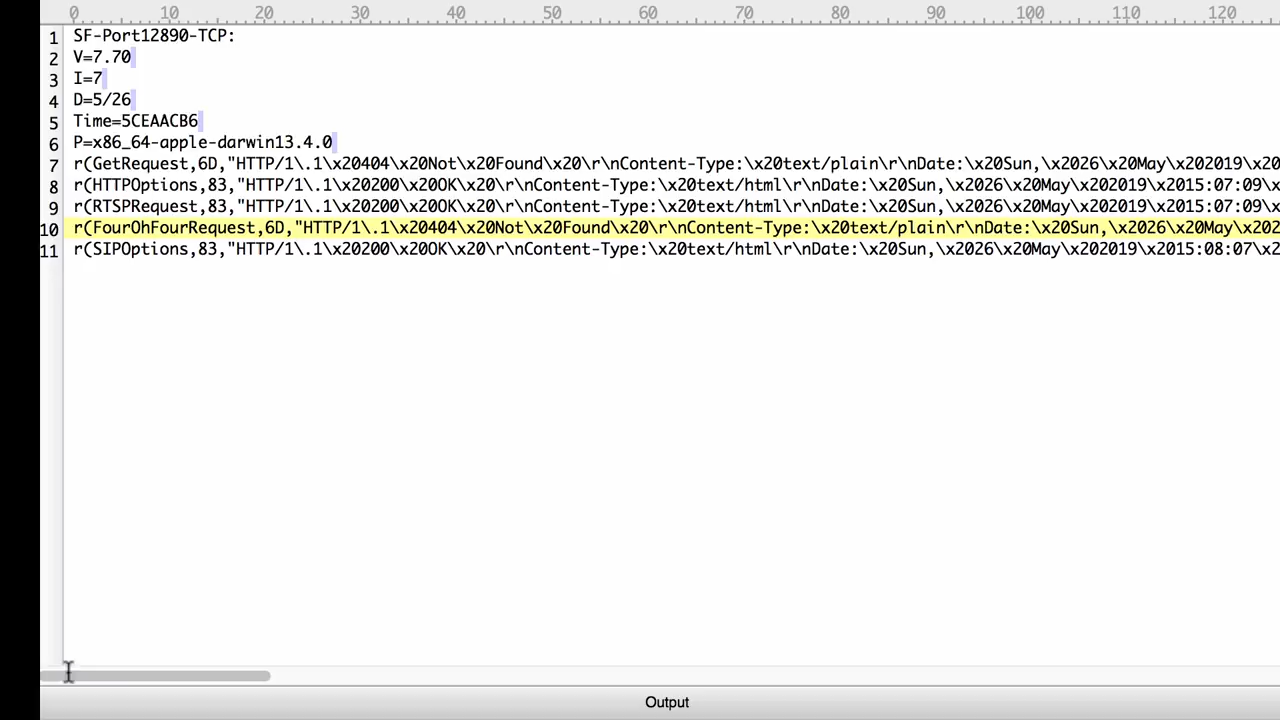 0 10 20 30 40 50 60 70 80 90 100 110 120
1 SF-Port12890-TCP:
2 V=7.70
3 I=7
4 D=5/26
5 Time=5CEAACB6
6 P=x86_64-apple-darwin13.4.0
7 r(GetRequest,6D,"HTTP/1\.1\x20404\x20Not\x20Found\x20\r\nContent-Type:\x20text/plain\r\nDate:\x20Sun,\x2026\x20May\x202019\x20
8 r(HTTPOptions,83,"HTTP/1\.1\x20200\x20OK\x20\r\nContent-Type:\x20text/html\r\nDate:\x20Sun,\x2026\x20May\x202019\x2015:07:09\x
9 r(RTSPRequest,83,"HTTP/1\.1\x20200\x20OK\x20\r\nContent-Type:\x20text/html\r\nDate:\x20Sun,\x2026\x20May\x202019\x2015:07:09\x
10 r(FourOhFourRequest,6D,"HTTP/1\.1\x20404\x20Not\x20Found\x20\r\nContent-Type:\x20text/plain\r\nDate:\x20Sun,\x2026\x20May\x202
11 r(SIPOptions,83,"HTTP/1\.1\x20200\x20OK\x20\r\nContent-Type:\x20text/html\r\nDate:\x20Sun,\x2026\x20May\x202019\x2015:08:07\x2
Output